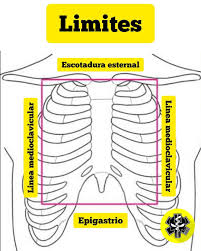 Limites
Escotadura esternal
Linea medioclavicular
Linea medioclavicular
Epigastrio